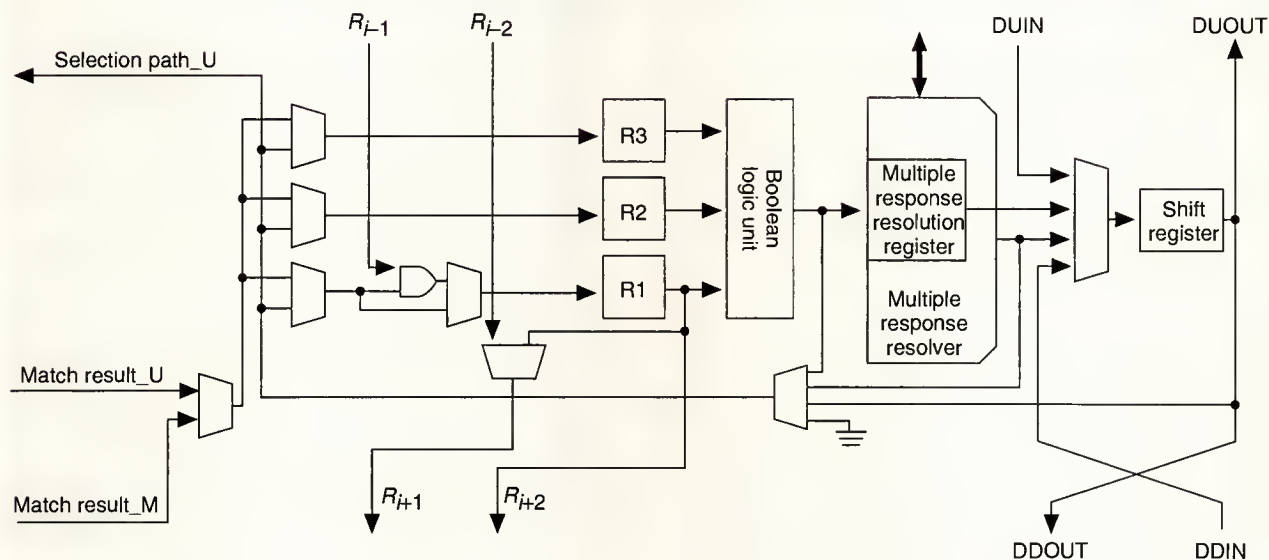 R_{i–1}
R_{i–2}
DUIN
DUOUT
Selection path_U
R3
R2
R1
Boolean
logic unit
Multiple
response
resolution
register
Multiple
response
resolver
Shift
register
Match result_U
Match result_M
R_{i+1}
R_{i+2}
DDOUT
DDIN